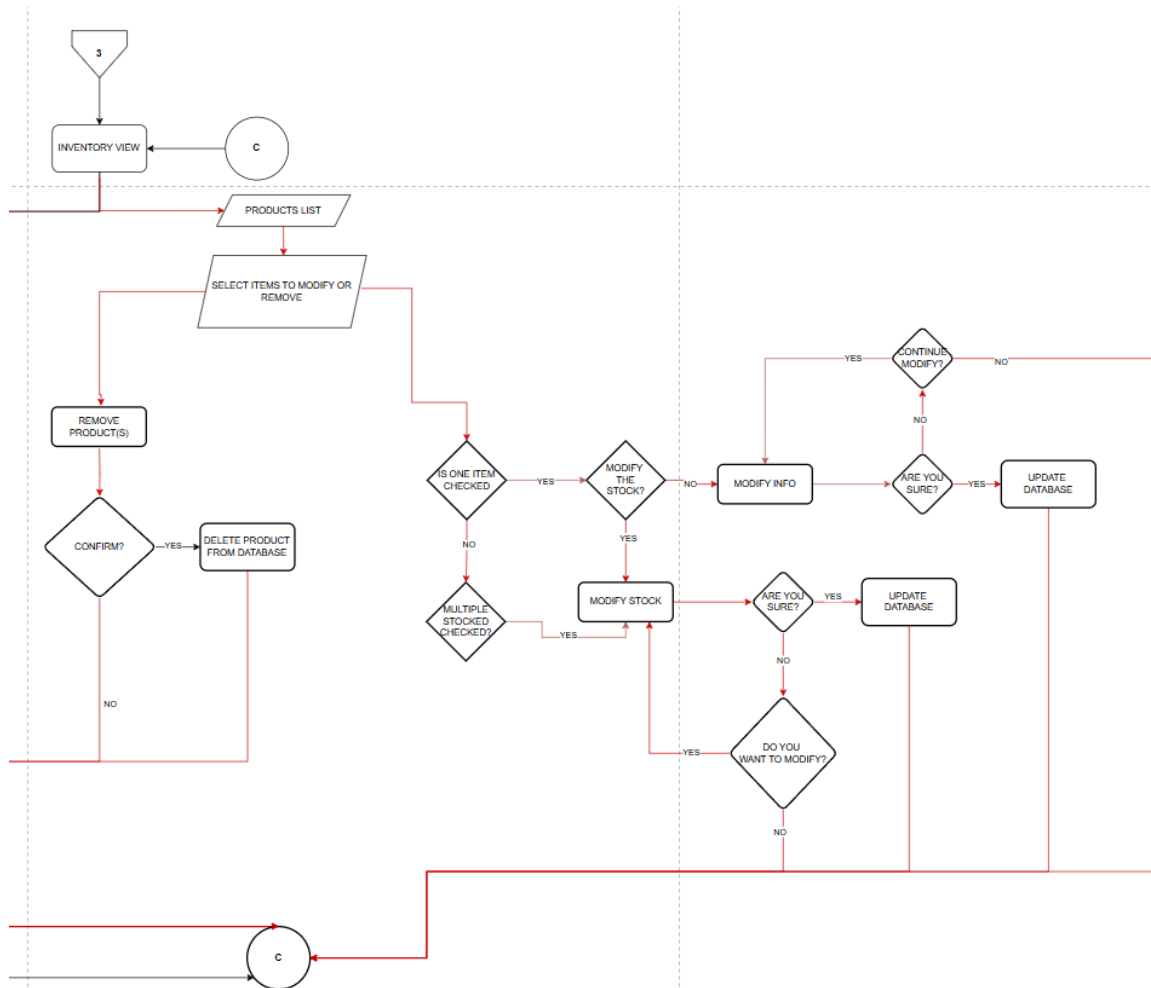 3
INVENTORY VIEW
C
PRODUCTS LIST
SELECT ITEMS TO MODIFY OR
REMOVE
CONTINUE
MODIFY?
YES
NO
REMOVE
PRODUCT(S)
NO
IS ONE ITEM
CHECKED
YES
MODIFY
THE
STOCK?
NO
MODIFY INFO
ARE YOU
SURE?
YES
UPDATE
DATABASE
CONFIRM?
YES
DELETE PRODUCT
FROM DATABASE
NO
YES
MULTIPLE
STOCKED
CHECKED?
YES
MODIFY STOCK
ARE YOU
SURE?
YES
UPDATE
DATABASE
NO
NO
YES
DO YOU
WANT TO MODIFY?
NO
C